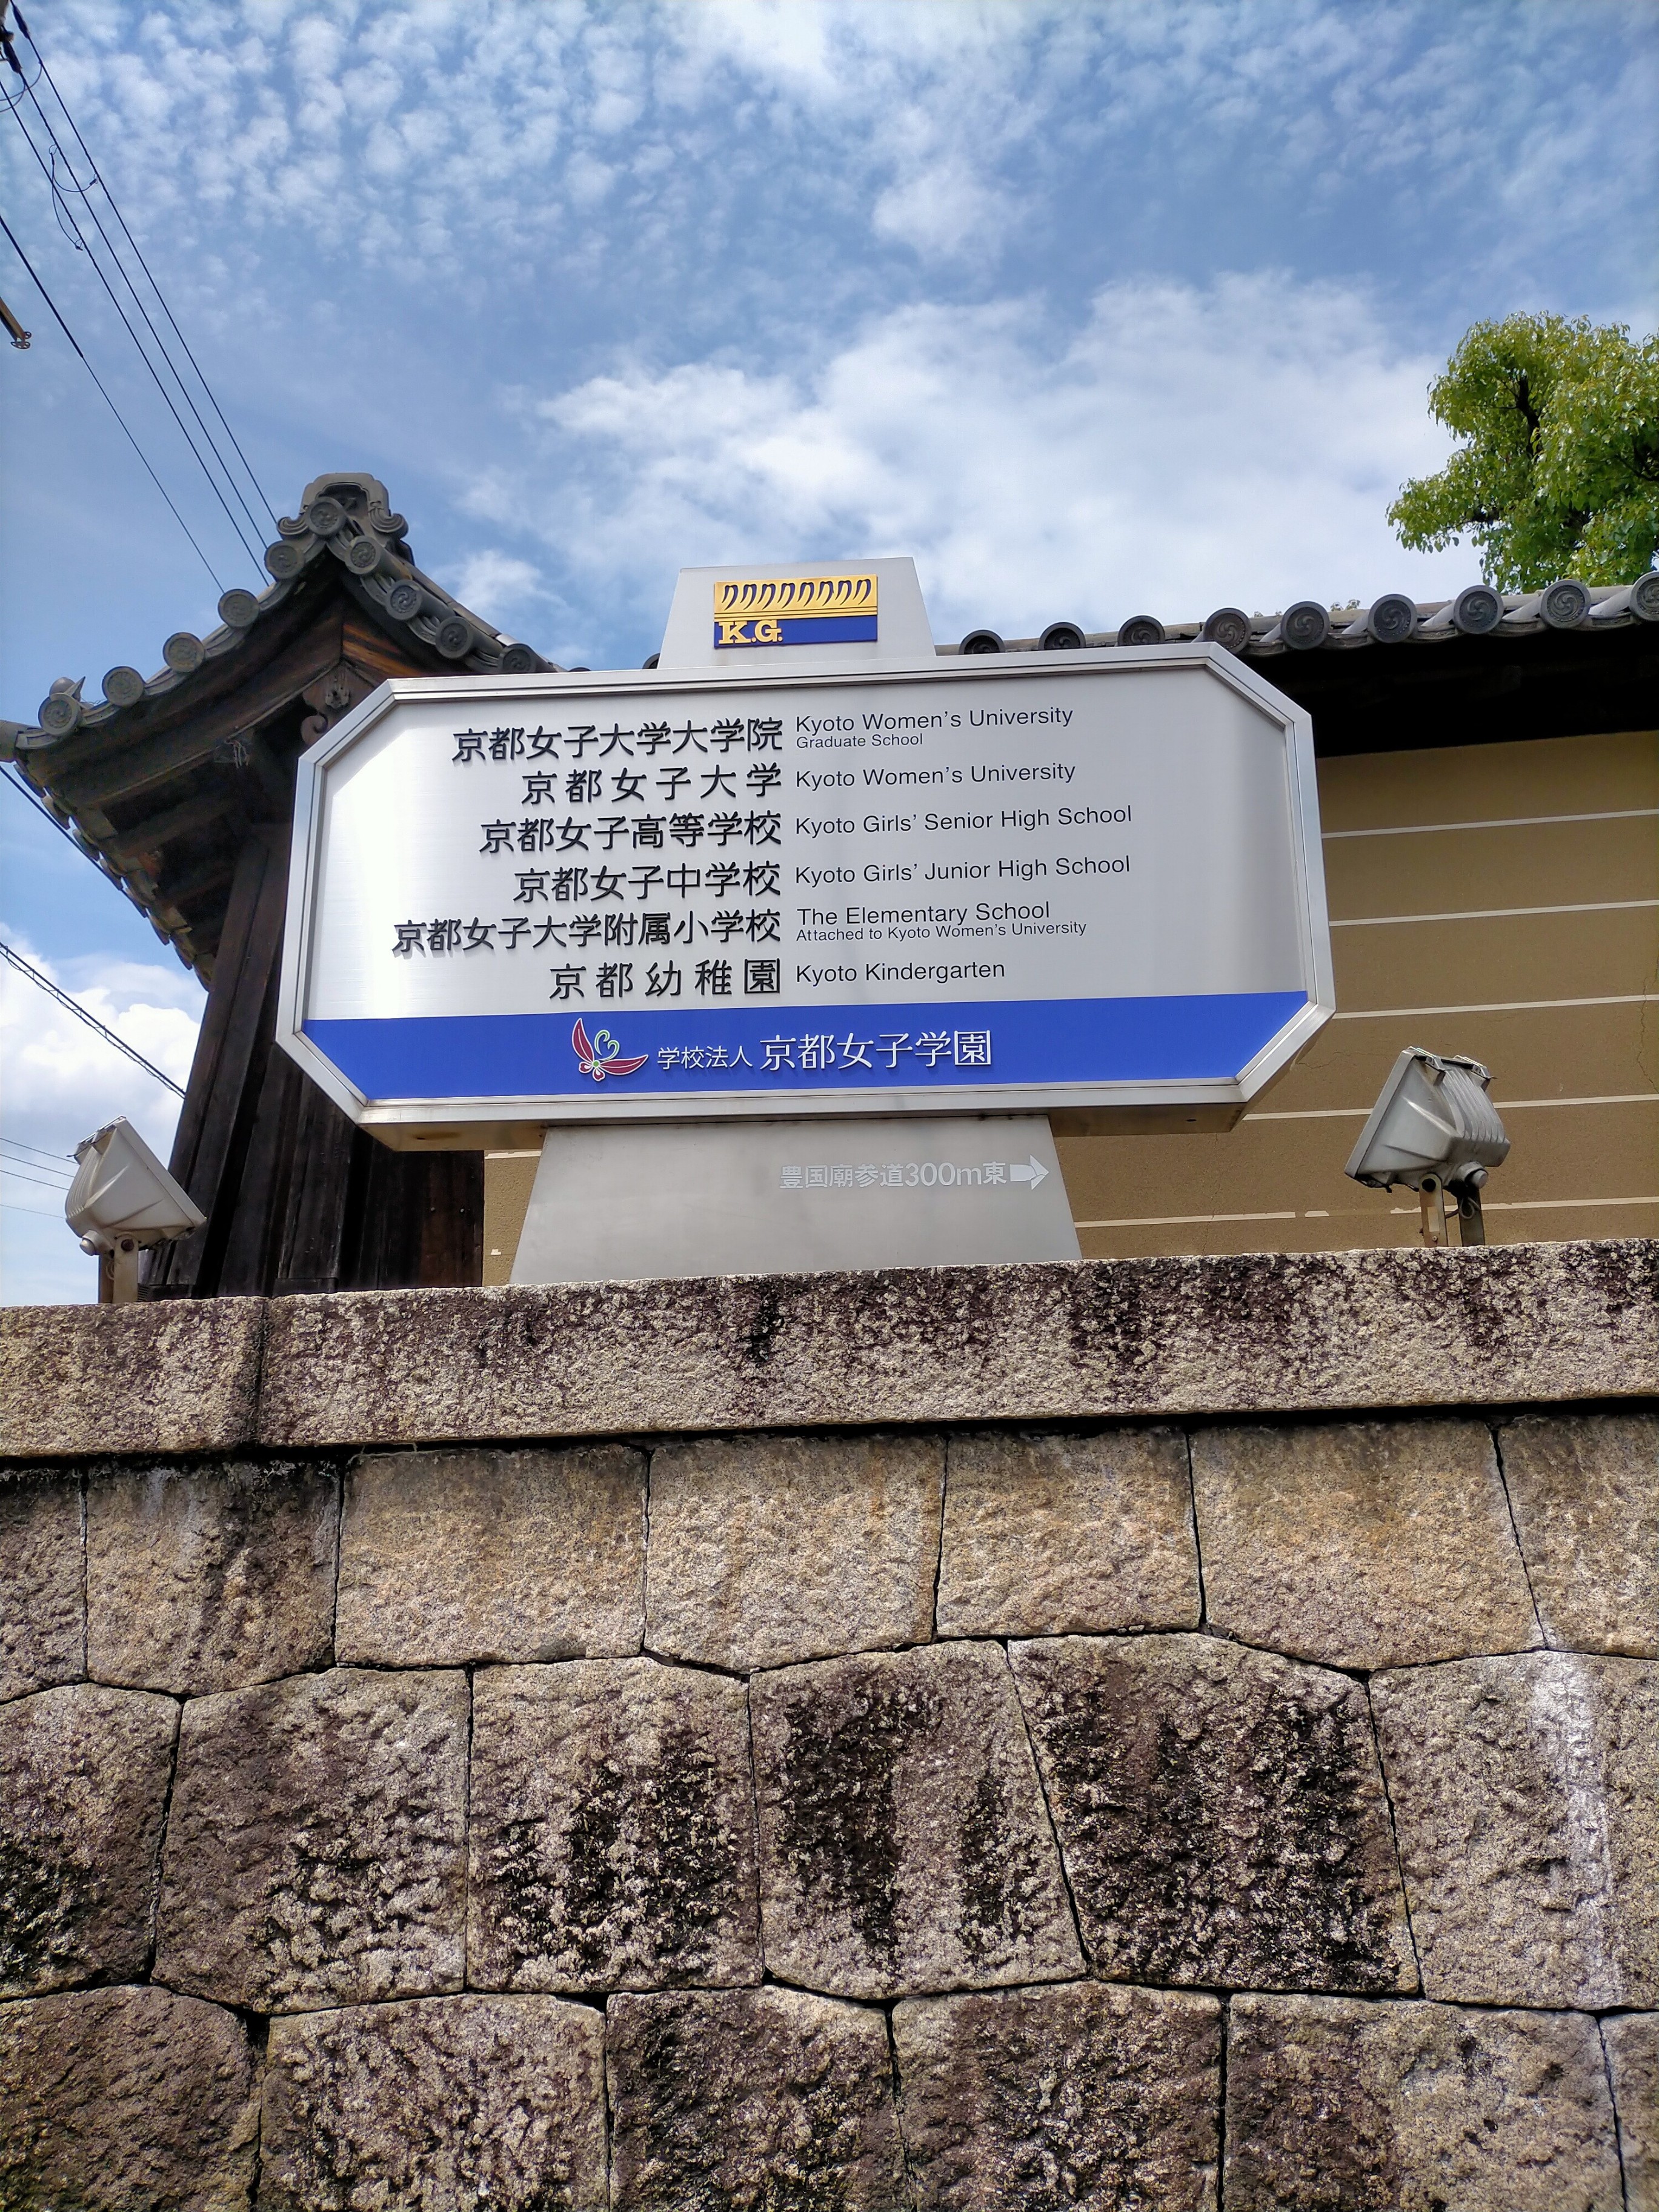 K.G.
京都女子大学大学院 Kyoto Women's University
Graduate School
京都女子大学 Kyoto Women's University
京都女子高等学校 Kyoto Girls' Senior High School
京都女子中学校 Kyoto Girls' Junior High School
京都女子大学附属小学校 The Elementary School
Attached to Kyoto Women's University
京都幼稚園 Kyoto Kindergarten
学校法人 京都女子学園
豊国廟参道300m東